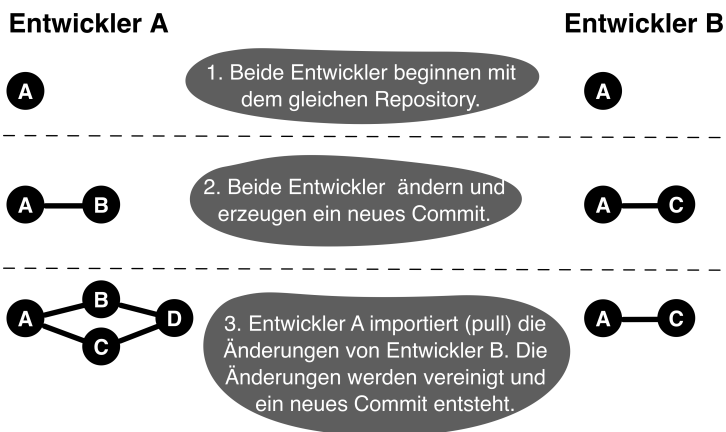 Entwickler A
Entwickler B
1. Beide Entwickler beginnen mit
dem gleichen Repository.
A
A
2. Beide Entwickler ändern und
erzeugen ein neues Commit.
A B
A C
3. Entwickler A importiert (pull) die
Änderungen von Entwickler B. Die
Änderungen werden vereinigt und
ein neues Commit entsteht.
A B C D
A C